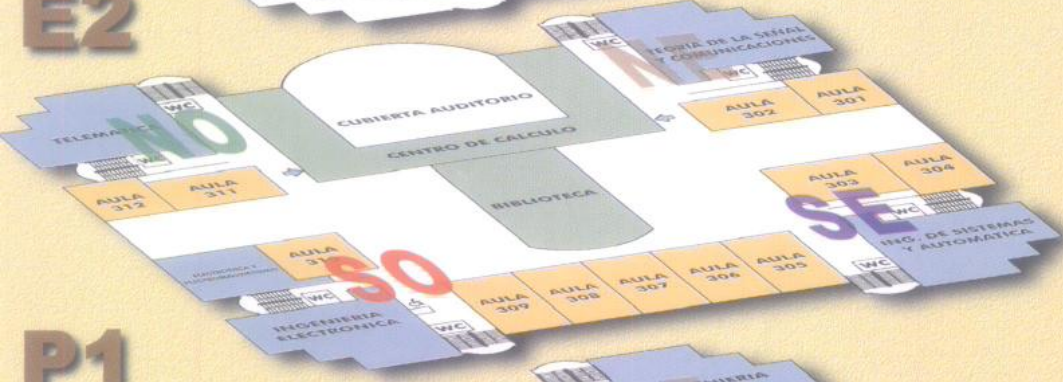 E2
WC
TEORIA DE LA SEÑAL
Y COMUNICACIONES
NE
WC
AULA
301
AULA
302
CUBIERTA AUDITORIO
CENTRO DE CALCULO
WC
TELEMATICA
NO
WC
AULA
312
AULA
311
BIBLIOTECA
AULA
303
AULA
304
SE
WC
ING. DE SISTEMAS
Y AUTOMATICA
WC
AULA
SO
WC
INGENIERIA
ELECTRONICA
WC
AULA
309
AULA
308
AULA
307
AULA
306
AULA
305
P1